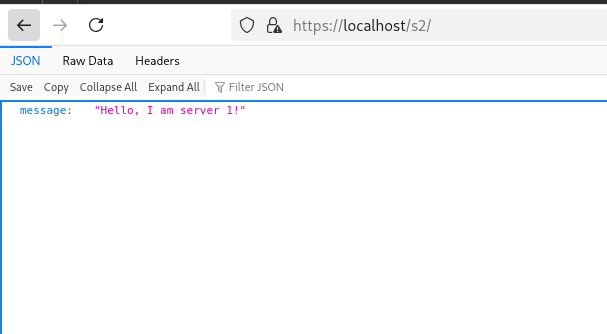 https://localhost/s2/
JSON Raw Data Headers
Save Copy Collapse All Expand All Filter JSON
message: "Hello, I am server 1!"